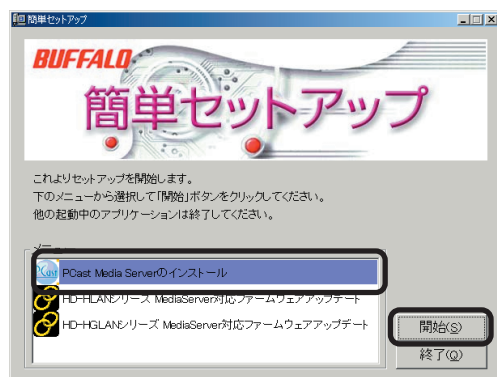 簡単セットアップ
BUFFALO
簡単セットアップ
これよりセットアップを開始します。
下のメニューから選択して「開始」ボタンをクリックしてください。
他の起動中のアプリケーションは終了してください。
メニュー
PCast PCast Media Serverのインストール
HD-HLANシリーズ MediaServer対応ファームウェアアップデート
HD-HGLANシリーズ MediaServer対応ファームウェアアップデート
開始(S)
終了(Q)